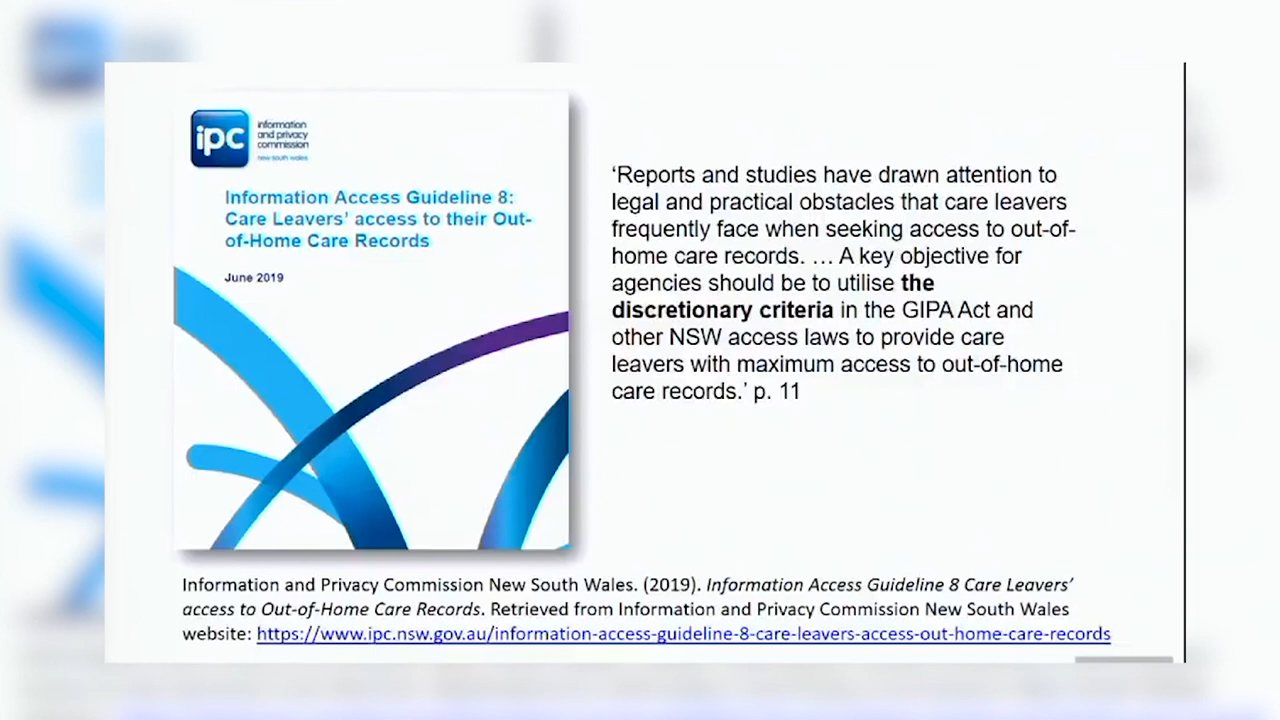 ipc
information
and privacy
commission
new south wales
Information Access Guideline 8:
Care Leavers’ access to their Out-
of-Home Care Records
June 2019
‘Reports and studies have drawn attention to
legal and practical obstacles that care leavers
frequently face when seeking access to out-of-
home care records. … A key objective for
agencies should be to utilise the
discretionary criteria in the GIPA Act and
other NSW access laws to provide care
leavers with maximum access to out-of-home
care records.’ p. 11
Information and Privacy Commission New South Wales. (2019). Information Access Guideline 8 Care Leavers’
access to Out-of-Home Care Records. Retrieved from Information and Privacy Commission New South Wales
website: https://www.ipc.nsw.gov.au/information-access-guideline-8-care-leavers-access-out-home-care-records